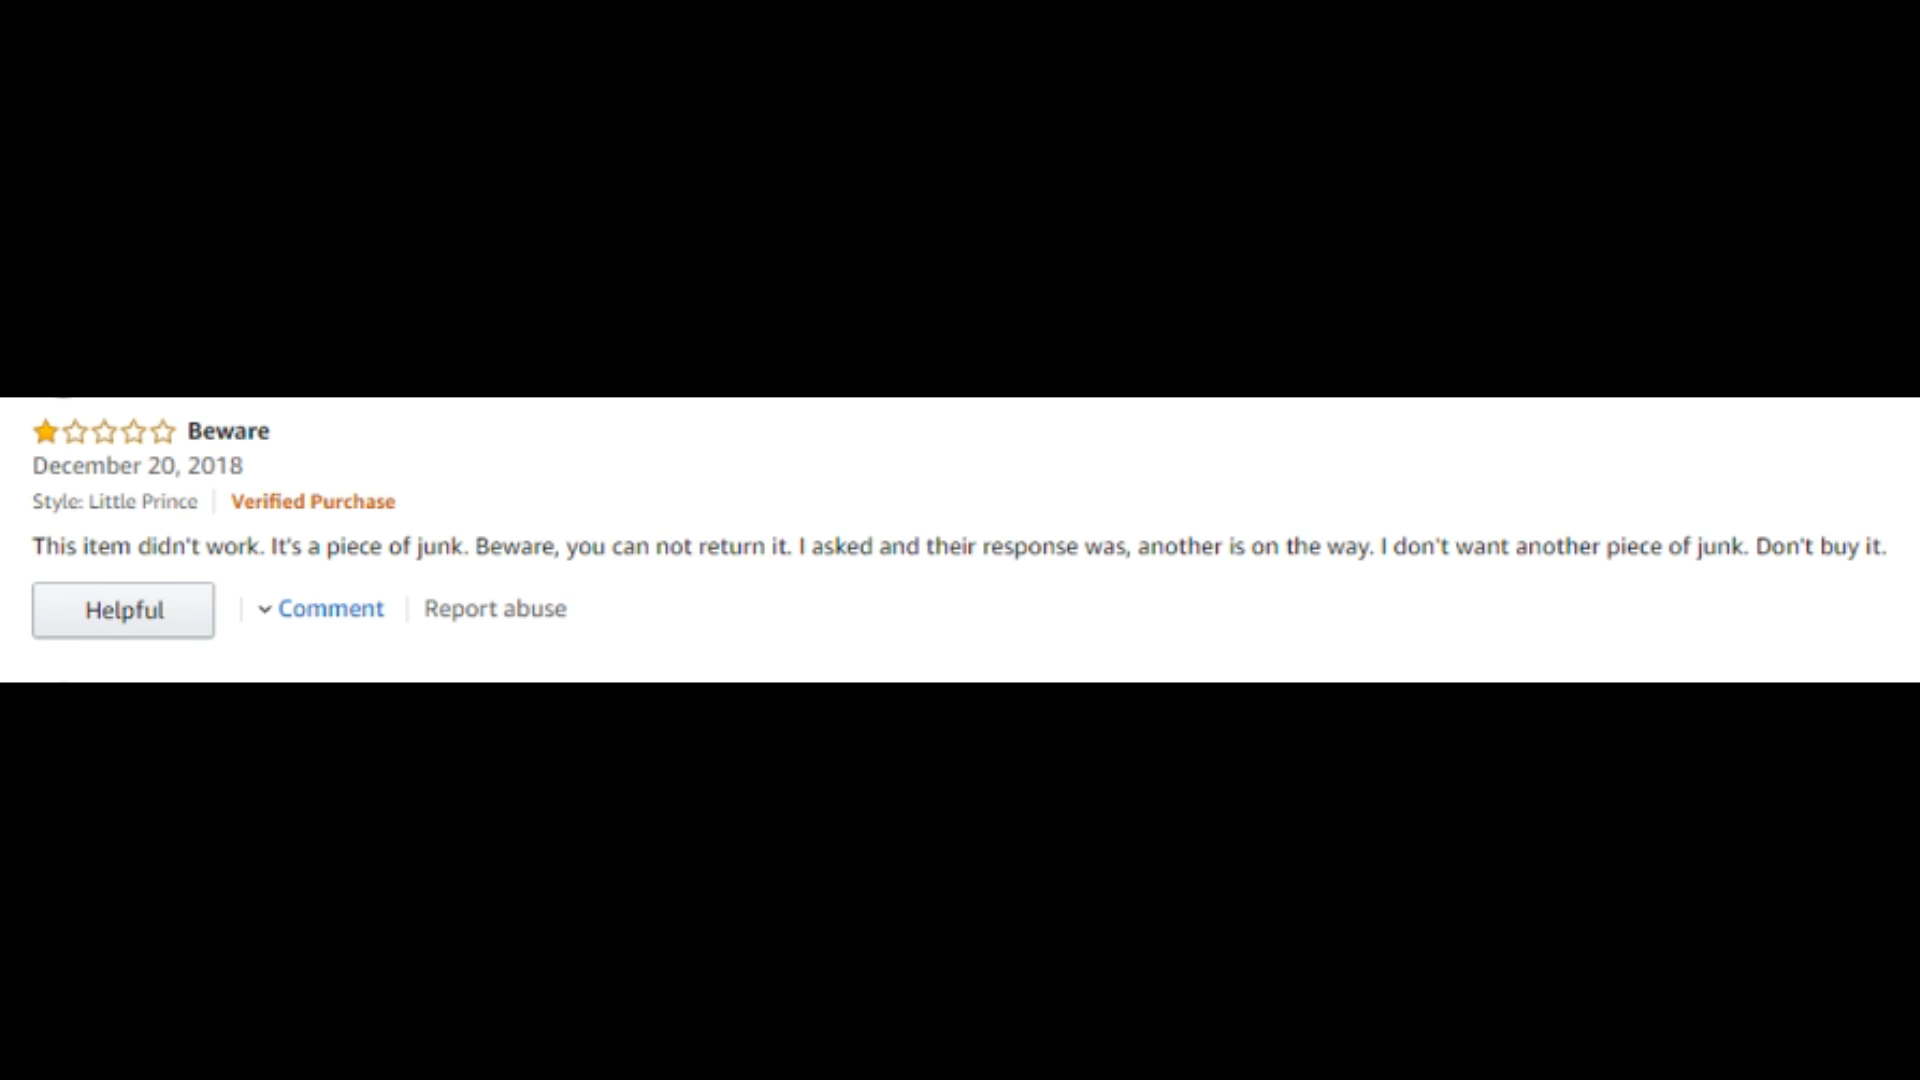 Beware
December 20, 2018
Style: Little Prince Verified Purchase
This item didn't work. It's a piece of junk. Beware, you can not return it. I asked and their response was, another is on the way. I don't want another piece of junk. Don't buy it.
Helpful Comment Report abuse